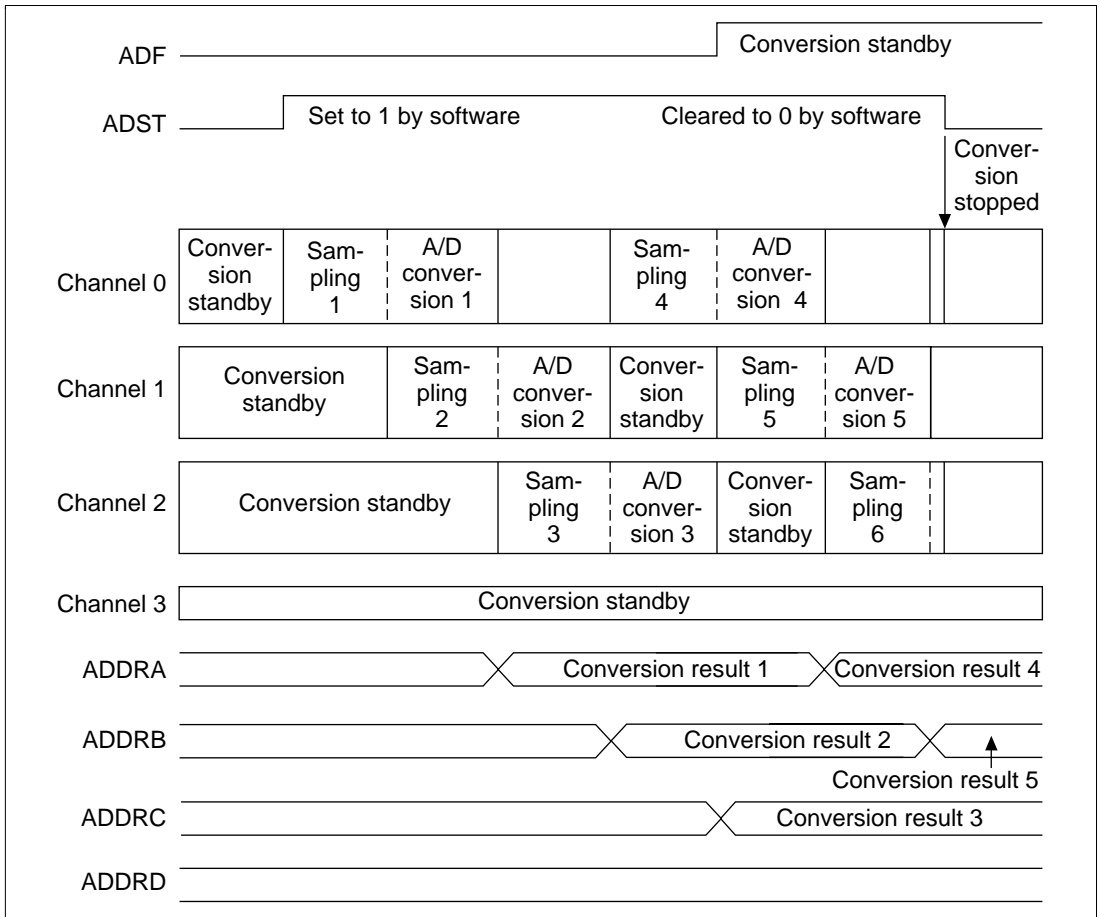 ADF
Conversion standby
ADST
Set to 1 by software
Cleared to 0 by software
Conver-
sion
stopped
Channel 0
Conver-
sion
standby
Sam-
pling
1
A/D
conver-
sion 1
Sam-
pling
4
A/D
conver-
sion 4
Channel 1
Conversion
standby
Sam-
pling
2
A/D
conver-
sion 2
Conver-
sion
standby
Sam-
pling
5
A/D
conver-
sion 5
Channel 2
Conversion standby
Sam-
pling
3
A/D
conver-
sion 3
Conver-
sion
standby
Sam-
pling
6
Channel 3
Conversion standby
ADDRA
Conversion result 1
Conversion result 4
ADDRB
Conversion result 2
Conversion result 5
ADDRC
Conversion result 3
ADDRD